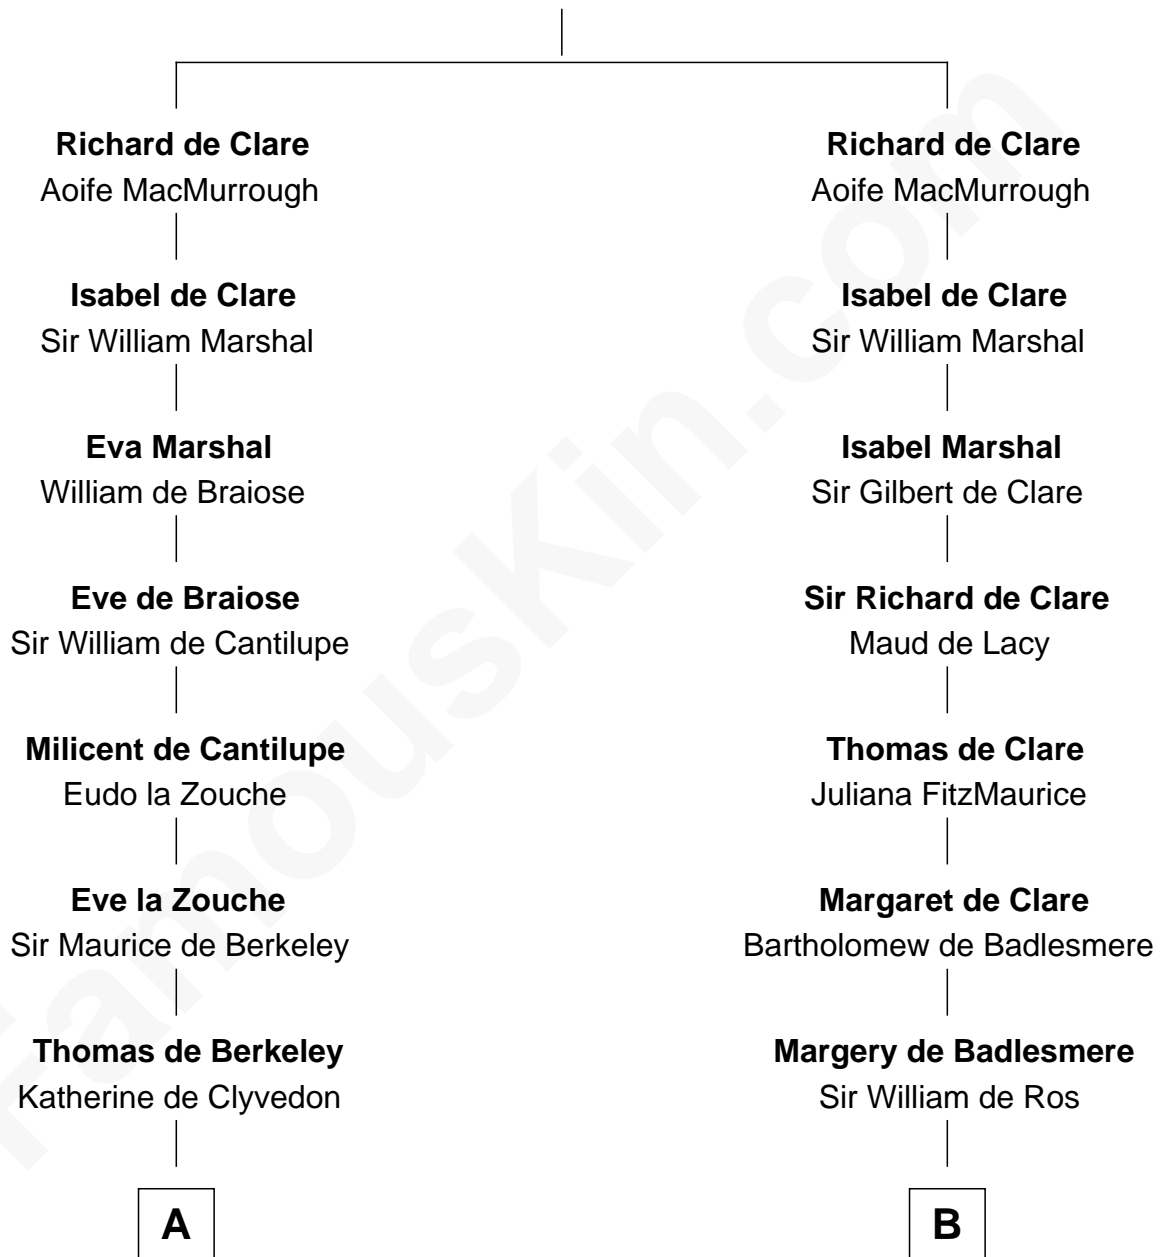 Richard de Clare
Aoife MacMurrough
Isabel de Clare
Sir William Marshal
Eva Marshal
William de Braiose
Eve de Braiose
Sir William de Cantilupe
Milicent de Cantilupe
Eudo la Zouche
Eve la Zouche
Sir Maurice de Berkeley
Thomas de Berkeley
Katherine de Clyvedon
A
Richard de Clare
Aoife MacMurrough
Isabel de Clare
Sir William Marshal
Isabel Marshal
Sir Gilbert de Clare
Sir Richard de Clare
Maud de Lacy
Thomas de Clare
Juliana FitzMaurice
Margaret de Clare
Bartholomew de Badlesmere
Margery de Badlesmere
Sir William de Ros
B
FamousKin.com